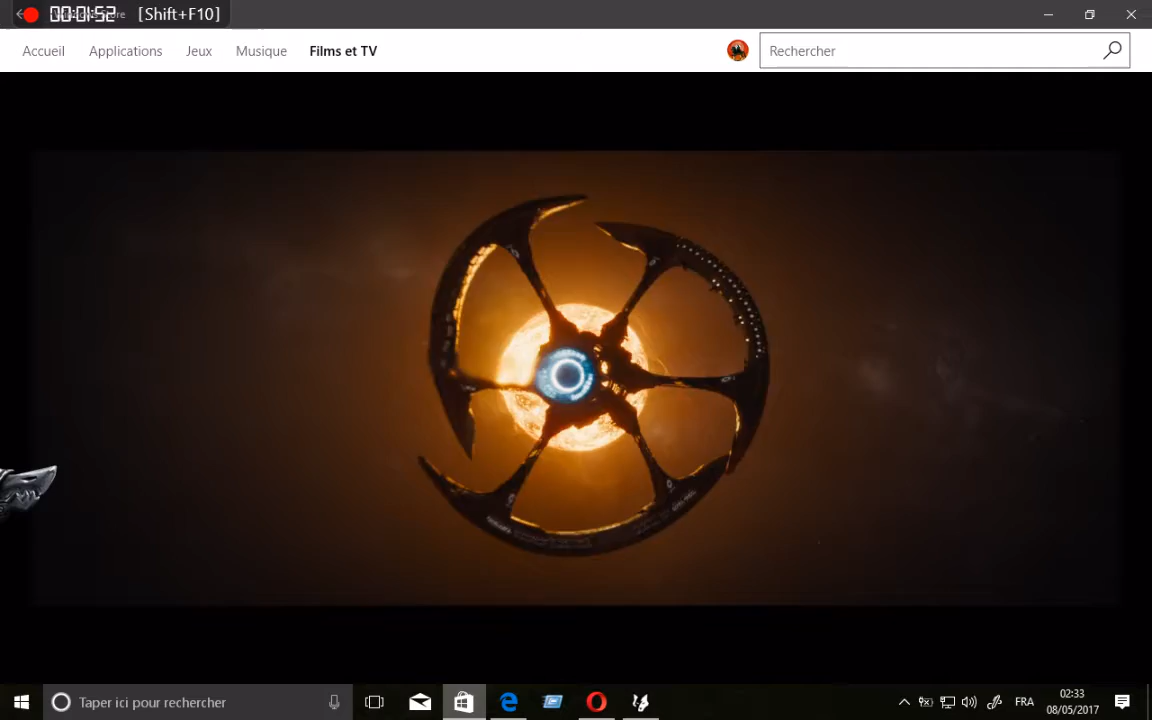 00:01:52 [Shift+F10]
Accueil Applications Jeux Musique Films et TV Rechercher
Taper ici pour rechercher FRA 02:33
08/05/2017